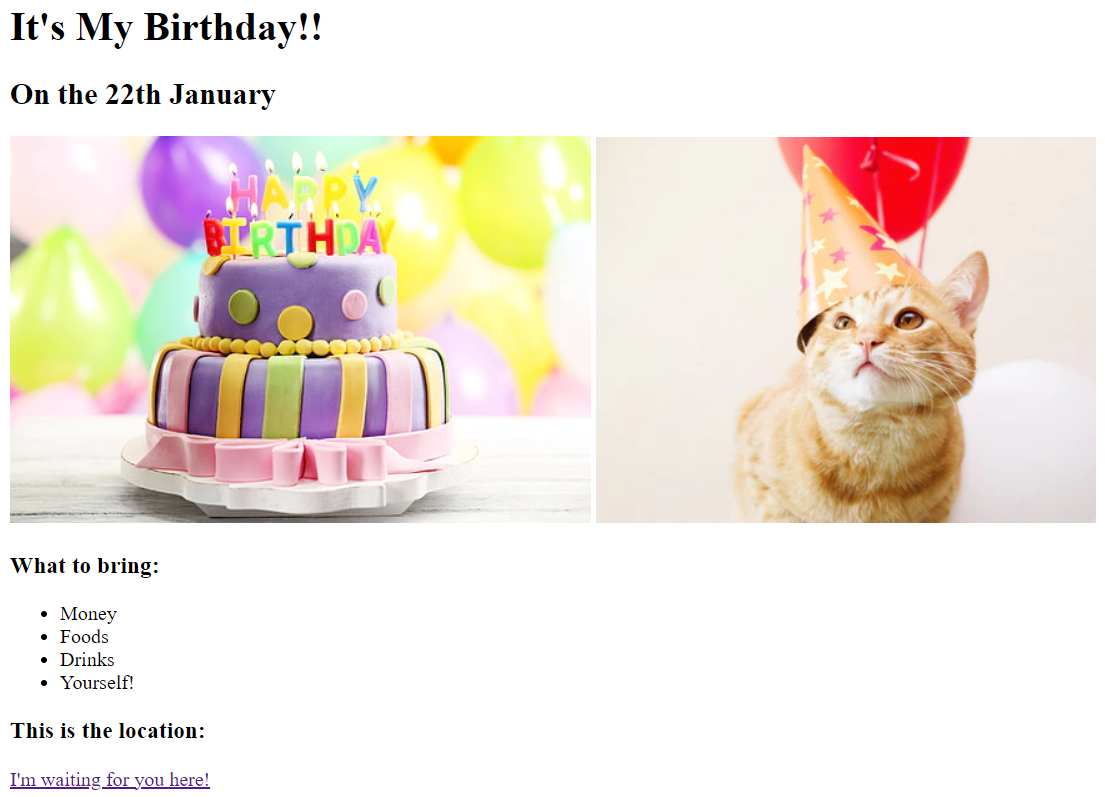 It's My Birthday!!
On the 22th January
HAPPY
BIRTHDAY
What to bring:
Money
Foods
Drinks
Yourself!
This is the location:
I'm waiting for you here!